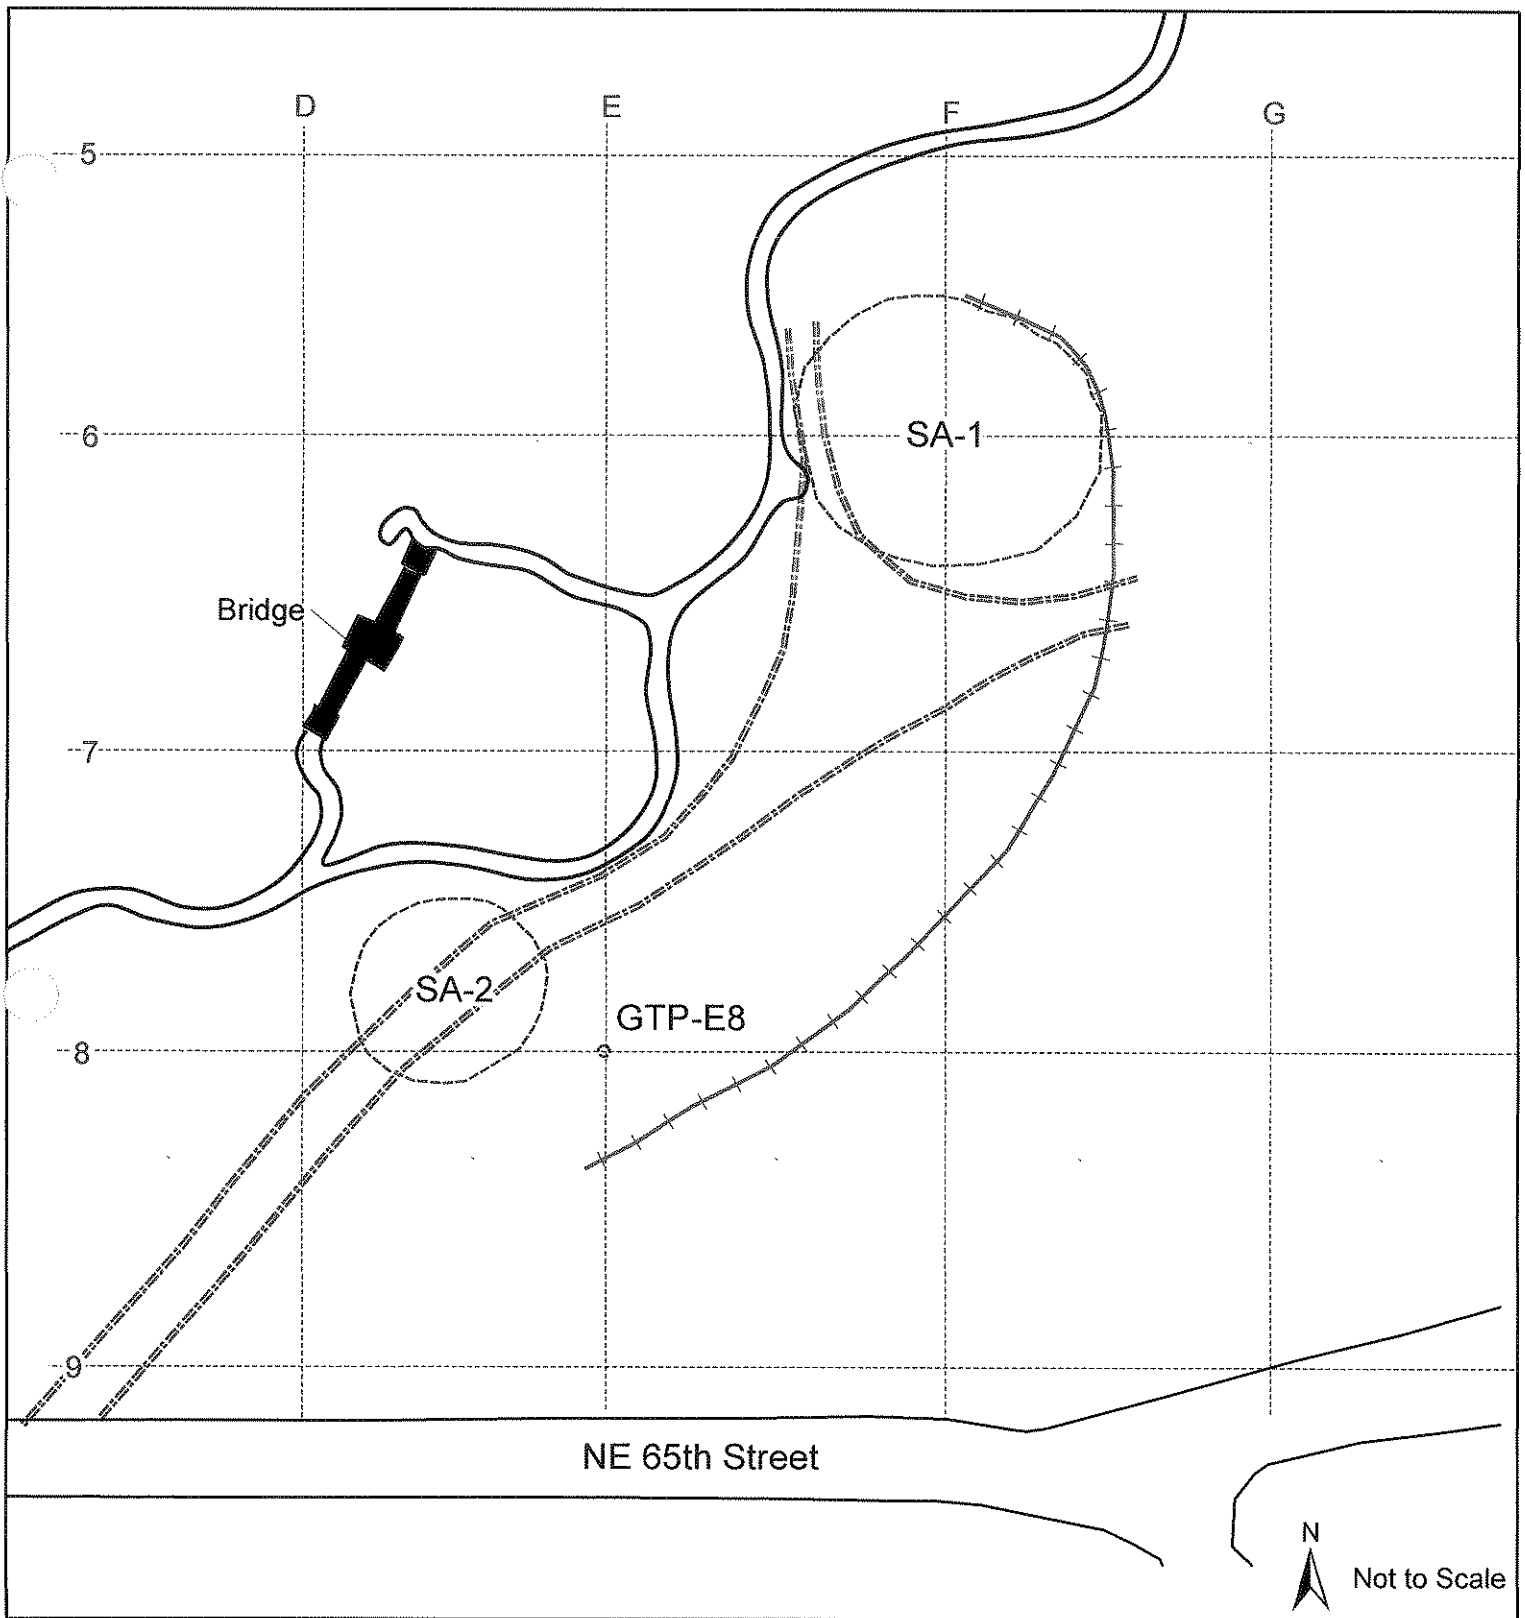 D
E
F
G
5
6
SA-1
Bridge
7
SA-2
GTP-E8
8
9
NE 65th Street
N
Not to Scale